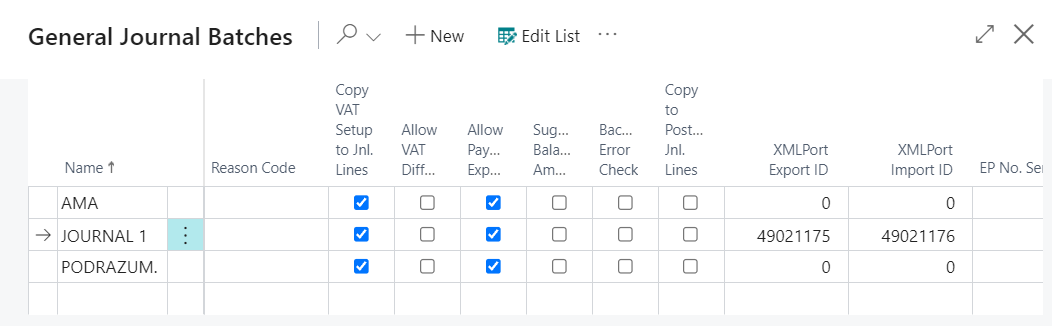 General Journal Batches
New
Edit List
···
Name ↑
Reason Code
Copy
VAT
Setup
to Jnl.
Lines
Allow
VAT
Diff...
Allow
Pay...
Exp...
Sug...
Bala...
Am...
Bac...
Error
Check
Copy
to
Post...
Jnl.
Lines
XMLPort
Export ID
XMLPort
Import ID
EP No. Se
AMA 0 0
JOURNAL 1 49021175 49021176
PODRAZUM. 0 0